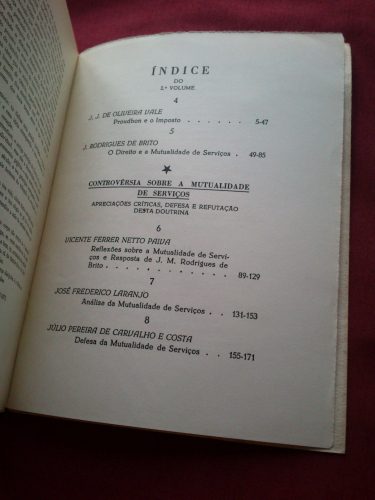 ÍNDICE
DO
2.º VOLUME
4
J. J. DE OLIVEIRA VALE
Proudhon e o Imposto . . . . . . 5-47
5
J. RODRIGUES DE BRITO
O Direito e a Mutualidade de Serviços . 49-85
CONTROVÉRSIA SOBRE A MUTUALIDADE
DE SERVIÇOS
APRECIAÇÕES CRÍTICAS, DEFESA E REFUTAÇÃO
DESTA DOUTRINA
6
VICENTE FERRER NETTO PAIVA
Reflexões sobre a Mutualidade de Servi-
ços e Resposta de J. M. Rodrigues de
Brito . . . . . . . . . . . 89-129
7
JOSÉ FREDERICO LARANJO
Análise da Mutualidade de Serviços . . 131-153
8
JÚLIO PEREIRA DE CARVALHO E COSTA
Defesa da Mutualidade de Serviços . . 155-171